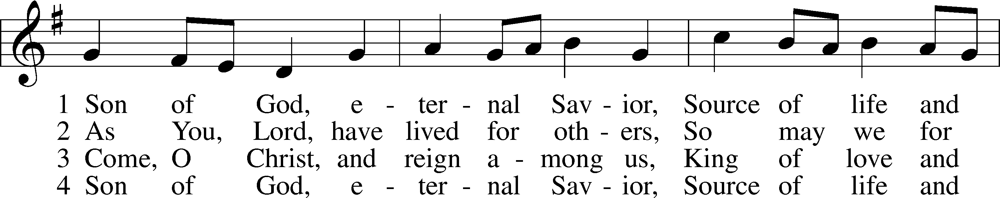 1 Son of God, e - ter - nal Sav - ior, Source of life and
2 As You, Lord, have lived for oth - ers, So may we for
3 Come, O Christ, and reign a - mong us, King of love and
4 Son of God, e - ter - nal Sav - ior, Source of life and